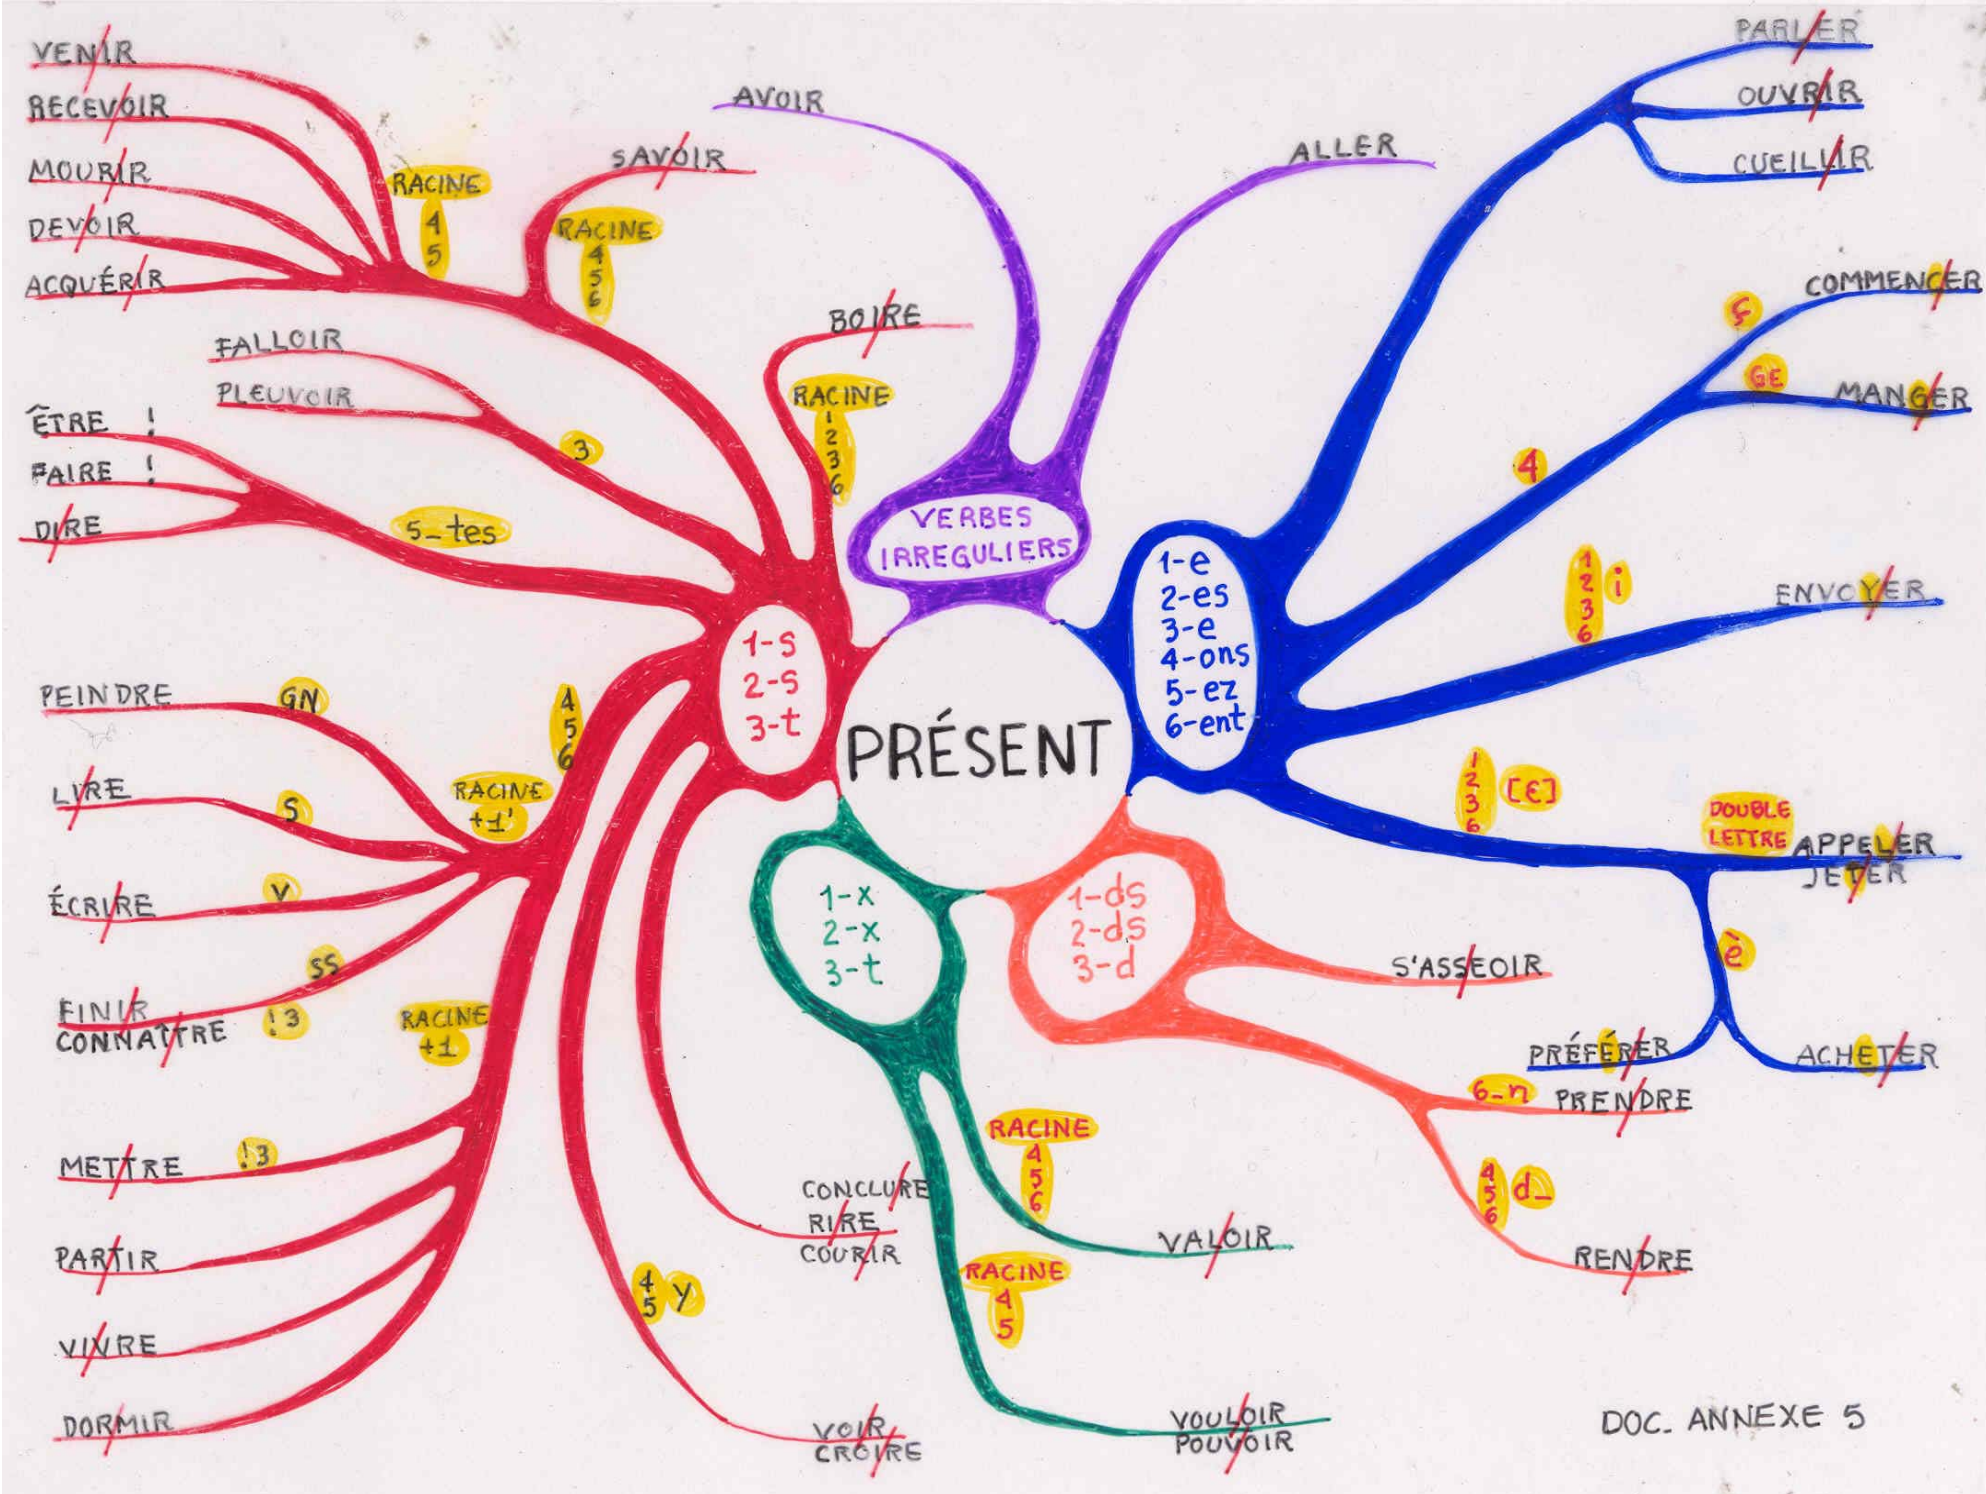 PRÉSENT
VERBES
IRREGULIERS
AVOIR
ALLER
1-e
2-es
3-e
4-ons
5-ez
6-ent
PARLER
OUVRIR
CUEILLIR
4
Ç
COMMENCER
GE
MANGER
1
2
3
6
i
ENVOYER
1
2
3
6
[ε]
DOUBLE
LETTRE
APPELER
JETER
è
PRÉFÉRER
ACHETER
1-ds
2-ds
3-d
S'ASSEOIR
6_n
PRENDRE
4
5
6
d_
RENDRE
1-x
2-x
3-t
RACINE
4
5
6
VALOIR
RACINE
4
5
VOULOIR
POUVOIR
1-s
2-s
3-t
BOIRE
RACINE
1
2
3
6
SAVOIR
RACINE
4
5
6
RACINE
4
5
VENIR
RECEVOIR
MOURIR
DEVOIR
ACQUÉRIR
3
FALLOIR
PLEUVOIR
5_tes
ÊTRE !
FAIRE !
DIRE
4
5
6
RACINE
+1'
PEINDRE
GN
LIRE
S
ÉCRIRE
V
SS
FINIR
CONNAÎTRE
!3
RACINE
+1
METTRE
!3
PARTIR
VIVRE
DORMIR
4
5
y
VOIR
CROIRE
CONCLURE
RIRE
COURIR
DOC. ANNEXE 5